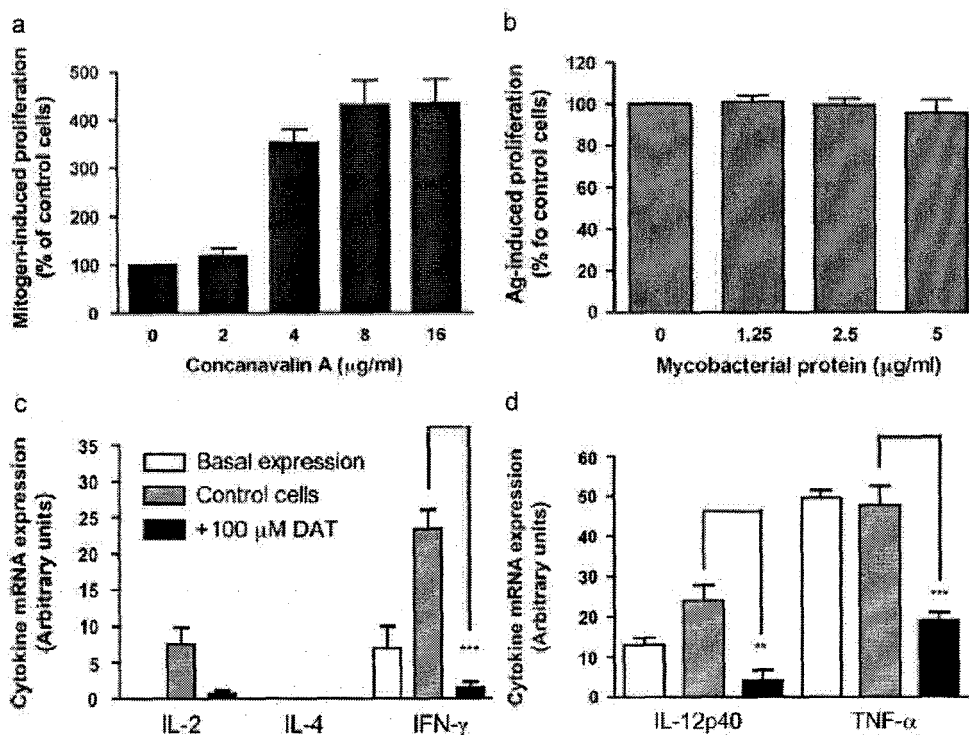 a
Mitogen-induced proliferation
(% of control cells)
500
400
300
200
100
0
0 2 4 8 16
Concanavalin A (μg/ml)
b
Ag-induced proliferation
(% fo control cells)
120
100
80
60
40
20
0
0 1.25 2.5 5
Mycobacterial protein (μg/ml)
c
Cytokine mRNA expression
(Arbitrary units)
35
30
25
20
15
10
5
0
Basal expression
Control cells
+100 μM DAT
***
IL-2 IL-4 IFN-γ
d
Cytokine mRNA expression
(Arbitrary units)
60
50
40
30
20
10
0
**
***
IL-12p40 TNF-α